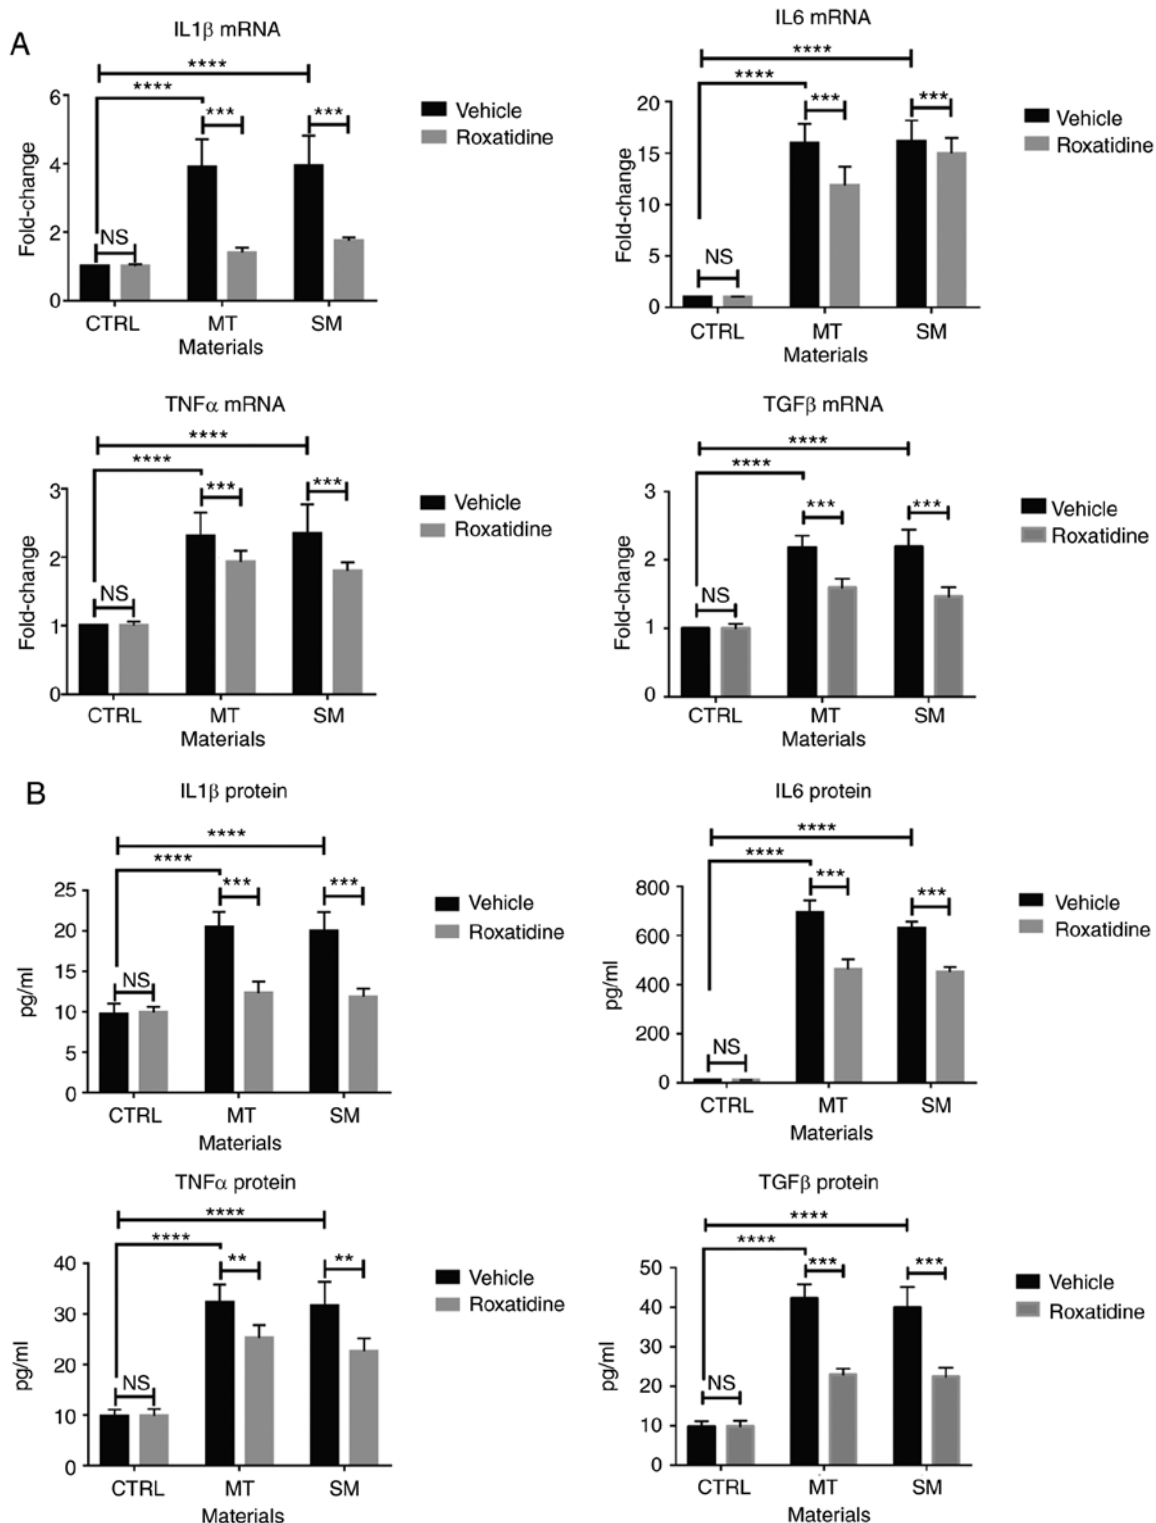 A
IL1β mRNA
****
****
***
***
NS
6
4
2
0
Fold-change
CTRL MT SM
Materials
Vehicle
Roxatidine
IL6 mRNA
****
****
***
***
NS
20
15
10
5
0
Fold-change
CTRL MT SM
Materials
Vehicle
Roxatidine
TNFα mRNA
****
****
***
***
NS
3
2
1
0
Fold-change
CTRL MT SM
Materials
Vehicle
Roxatidine
TGFβ mRNA
****
****
***
***
NS
3
2
1
0
Fold-change
CTRL MT SM
Materials
Vehicle
Roxatidine
B
IL1β protein
****
****
***
***
NS
25
20
15
10
5
0
pg/ml
CTRL MT SM
Materials
Vehicle
Roxatidine
IL6 protein
****
****
***
***
NS
800
600
400
200
0
pg/ml
CTRL MT SM
Materials
Vehicle
Roxatidine
TNFα protein
****
****
**
**
NS
40
30
20
10
0
pg/ml
CTRL MT SM
Materials
Vehicle
Roxatidine
TGFβ protein
****
****
***
***
NS
50
40
30
20
10
0
pg/ml
CTRL MT SM
Materials
Vehicle
Roxatidine